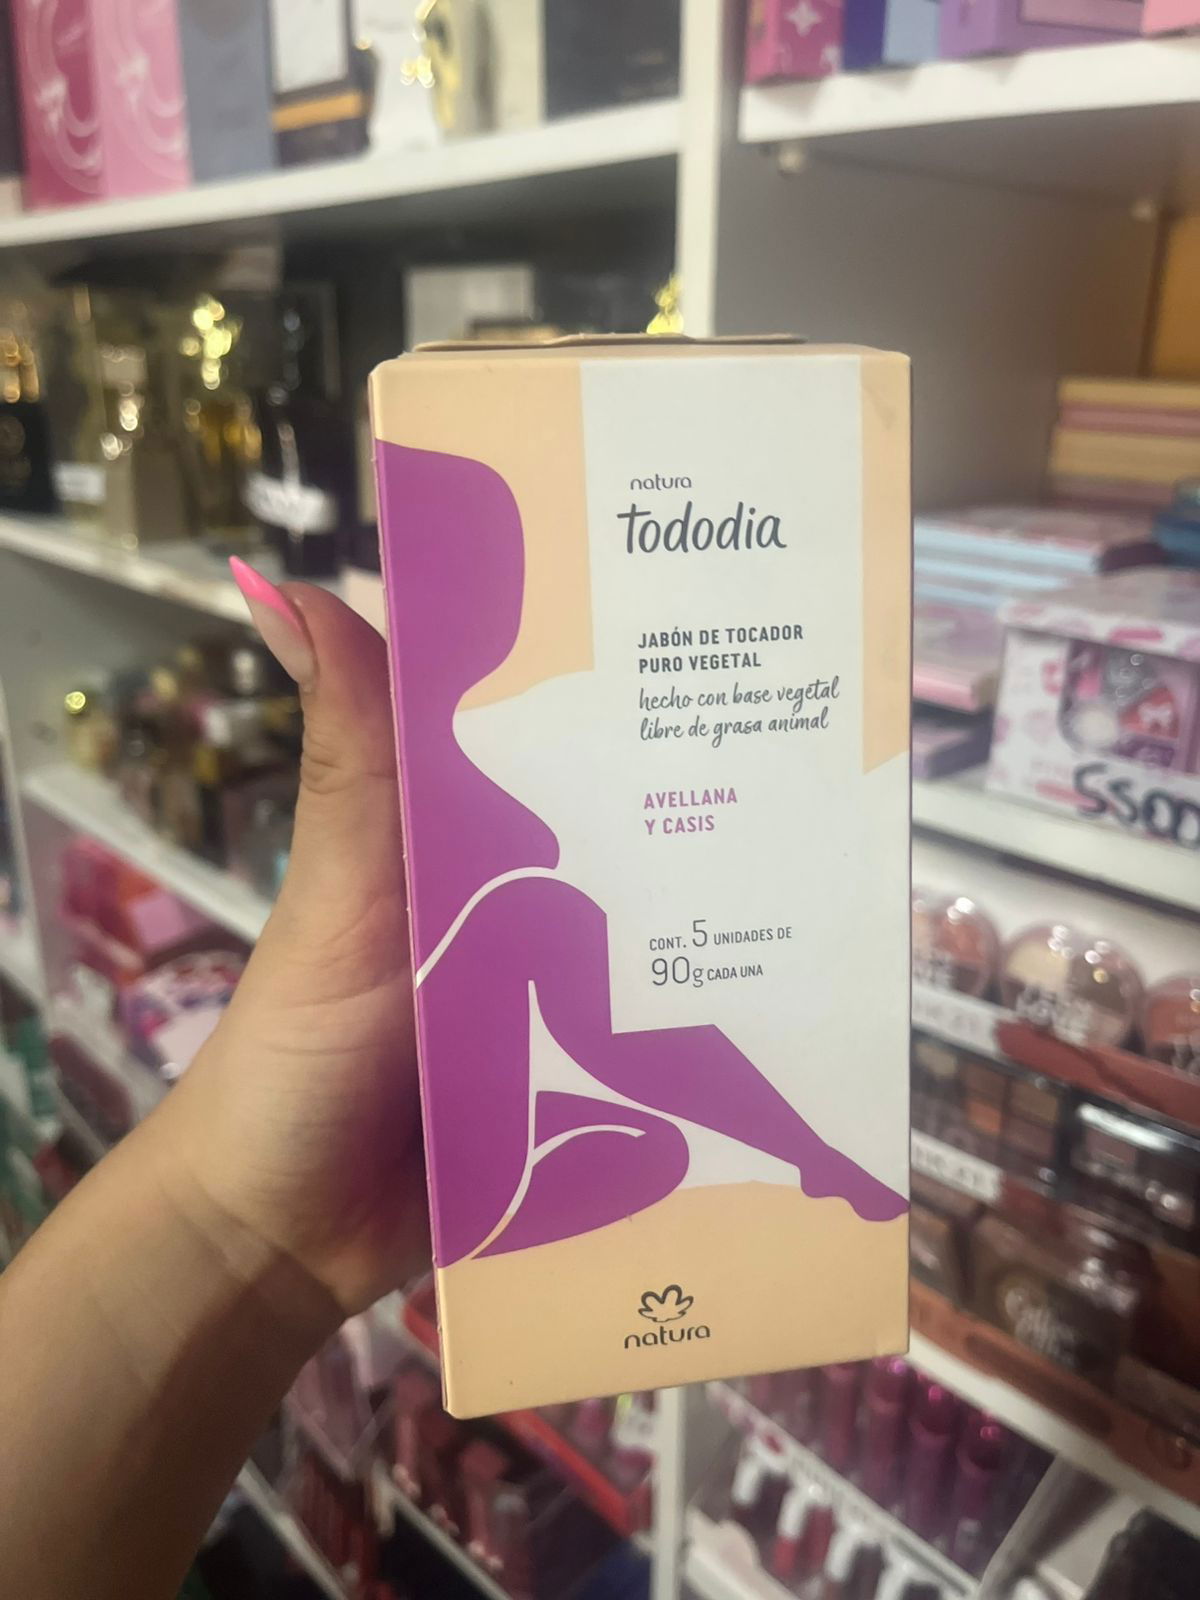 natura
Tododia
JABÓN DE TOCADOR
PURO VEGETAL
hecho con base vegetal
libre de grasa animal
AVELLANA
Y CASIS
CONT. 5 UNIDADES DE
90g CADA UNA
natura
5500